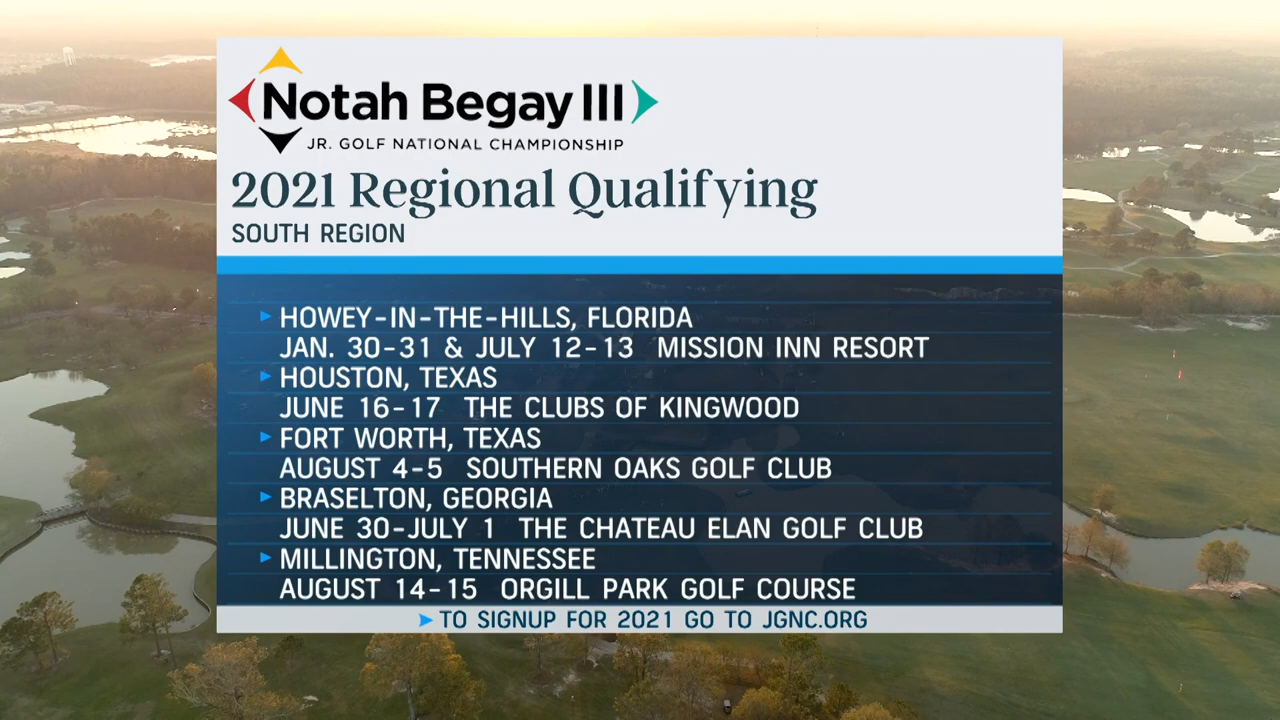 Notah Begay III
JR. GOLF NATIONAL CHAMPIONSHIP
2021 Regional Qualifying
SOUTH REGION
HOWEY-IN-THE-HILLS, FLORIDA
JAN. 30-31 & JULY 12-13 MISSION INN RESORT
HOUSTON, TEXAS
JUNE 16-17 THE CLUBS OF KINGWOOD
FORT WORTH, TEXAS
AUGUST 4-5 SOUTHERN OAKS GOLF CLUB
BRASELTON, GEORGIA
JUNE 30-JULY 1 THE CHATEAU ELAN GOLF CLUB
MILLINGTON, TENNESSEE
AUGUST 14-15 ORGILL PARK GOLF COURSE
TO SIGNUP FOR 2021 GO TO JGNC.ORG